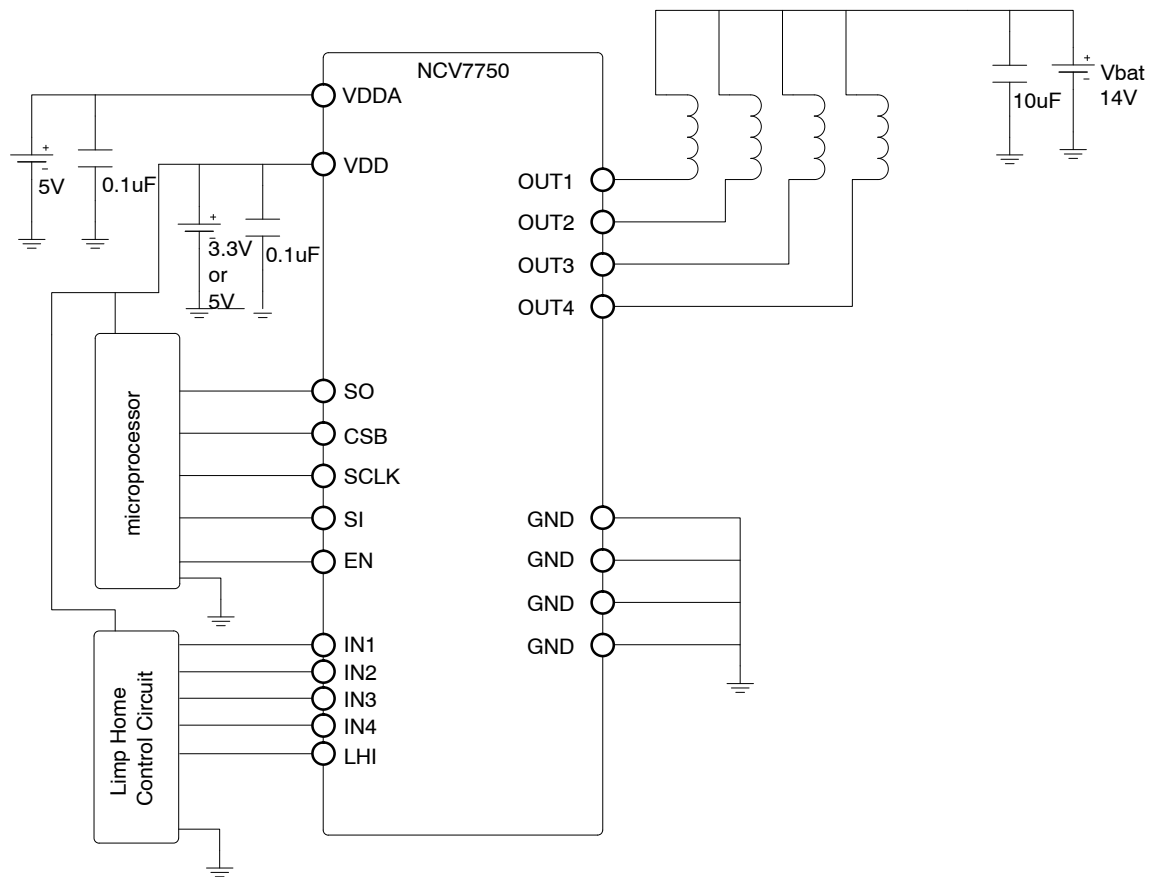 NCV7750
VDDA
VDD
5V
0.1uF
3.3V
or
5V
0.1uF
OUT1
OUT2
OUT3
OUT4
10uF
Vbat
14V
microprocessor
SO
CSB
SCLK
SI
EN
GND
GND
GND
GND
Limp Home
Control Circuit
IN1
IN2
IN3
IN4
LHI